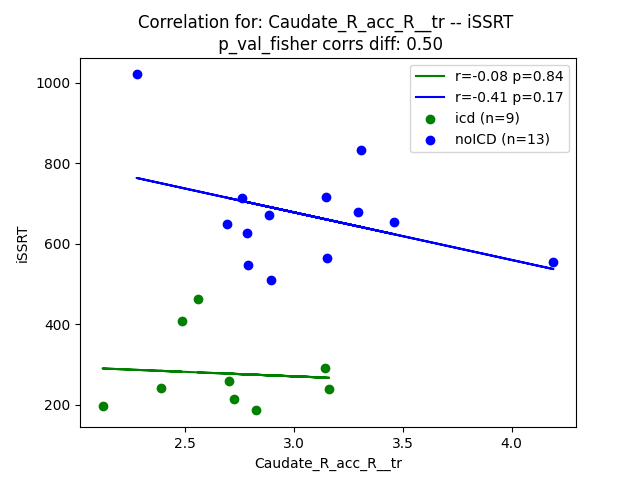 Correlation for: Caudate_R_acc_R__tr -- iSSRT
p_val_fisher corrs diff: 0.50
r=-0.08 p=0.84
r=-0.41 p=0.17
icd (n=9)
noICD (n=13)
1000
800
600
400
200
iSSRT
2.5
3.0
3.5
4.0
Caudate_R_acc_R__tr